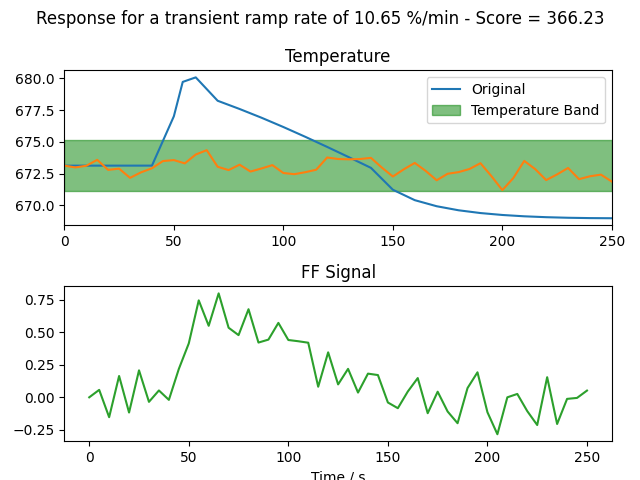 Response for a transient ramp rate of 10.65 %/min - Score = 366.23
Temperature
680.0
677.5
675.0
672.5
670.0
Original
Temperature Band
0 50 100 150 200 250
FF Signal
0.75
0.50
0.25
0.00
−0.25
0 50 100 150 200 250
Time / s